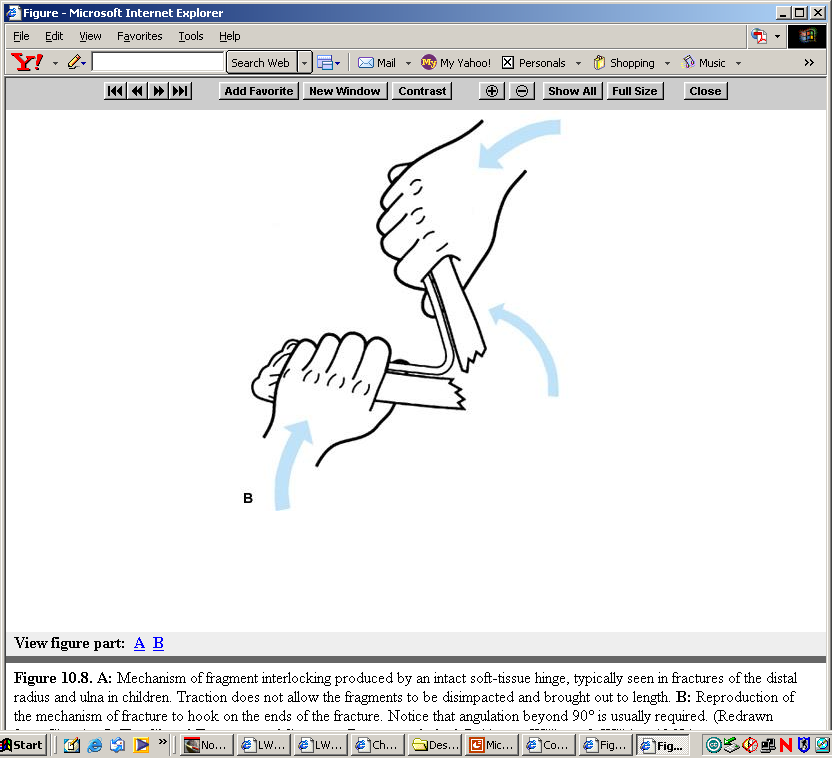 Figure - Microsoft Internet Explorer
File Edit View Favorites Tools Help
Y! Search Web Mail My My Yahoo! Personals Shopping Music »
Add Favorite New Window Contrast Show All Full Size Close
B
View figure part: A B
Figure 10.8. A: Mechanism of fragment interlocking produced by an intact soft-tissue hinge, typically seen in fractures of the distal
radius and ulna in children. Traction does not allow the fragments to be disimpacted and brought out to length. B: Reproduction of
the mechanism of fracture to hook on the ends of the fracture. Notice that angulation beyond 90° is usually required. (Redrawn
Start » No... LW... LW... Ch... Des... Mic... Co... Fig... Fig... N